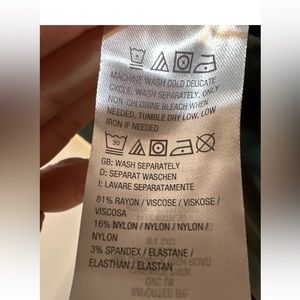 MACHINE WASH COLD DELICATE
CYCLE, WASH SEPARATELY, ONLY
NON-CHLORINE BLEACH WHEN
NEEDED, TUMBLE DRY LOW, LOW
IRON IF NEEDED
30
GB: WASH SEPARATELY
D: SEPARAT WASCHEN
I: LAVARE SEPARATAMENTE
81% RAYON / VISCOSE / VISKOSE /
VISCOSA
16% NYLON / NYLON / NYLON /
NYLON
3% SPANDEX / ELASTANE /
ELASTHAN / ELASTAN